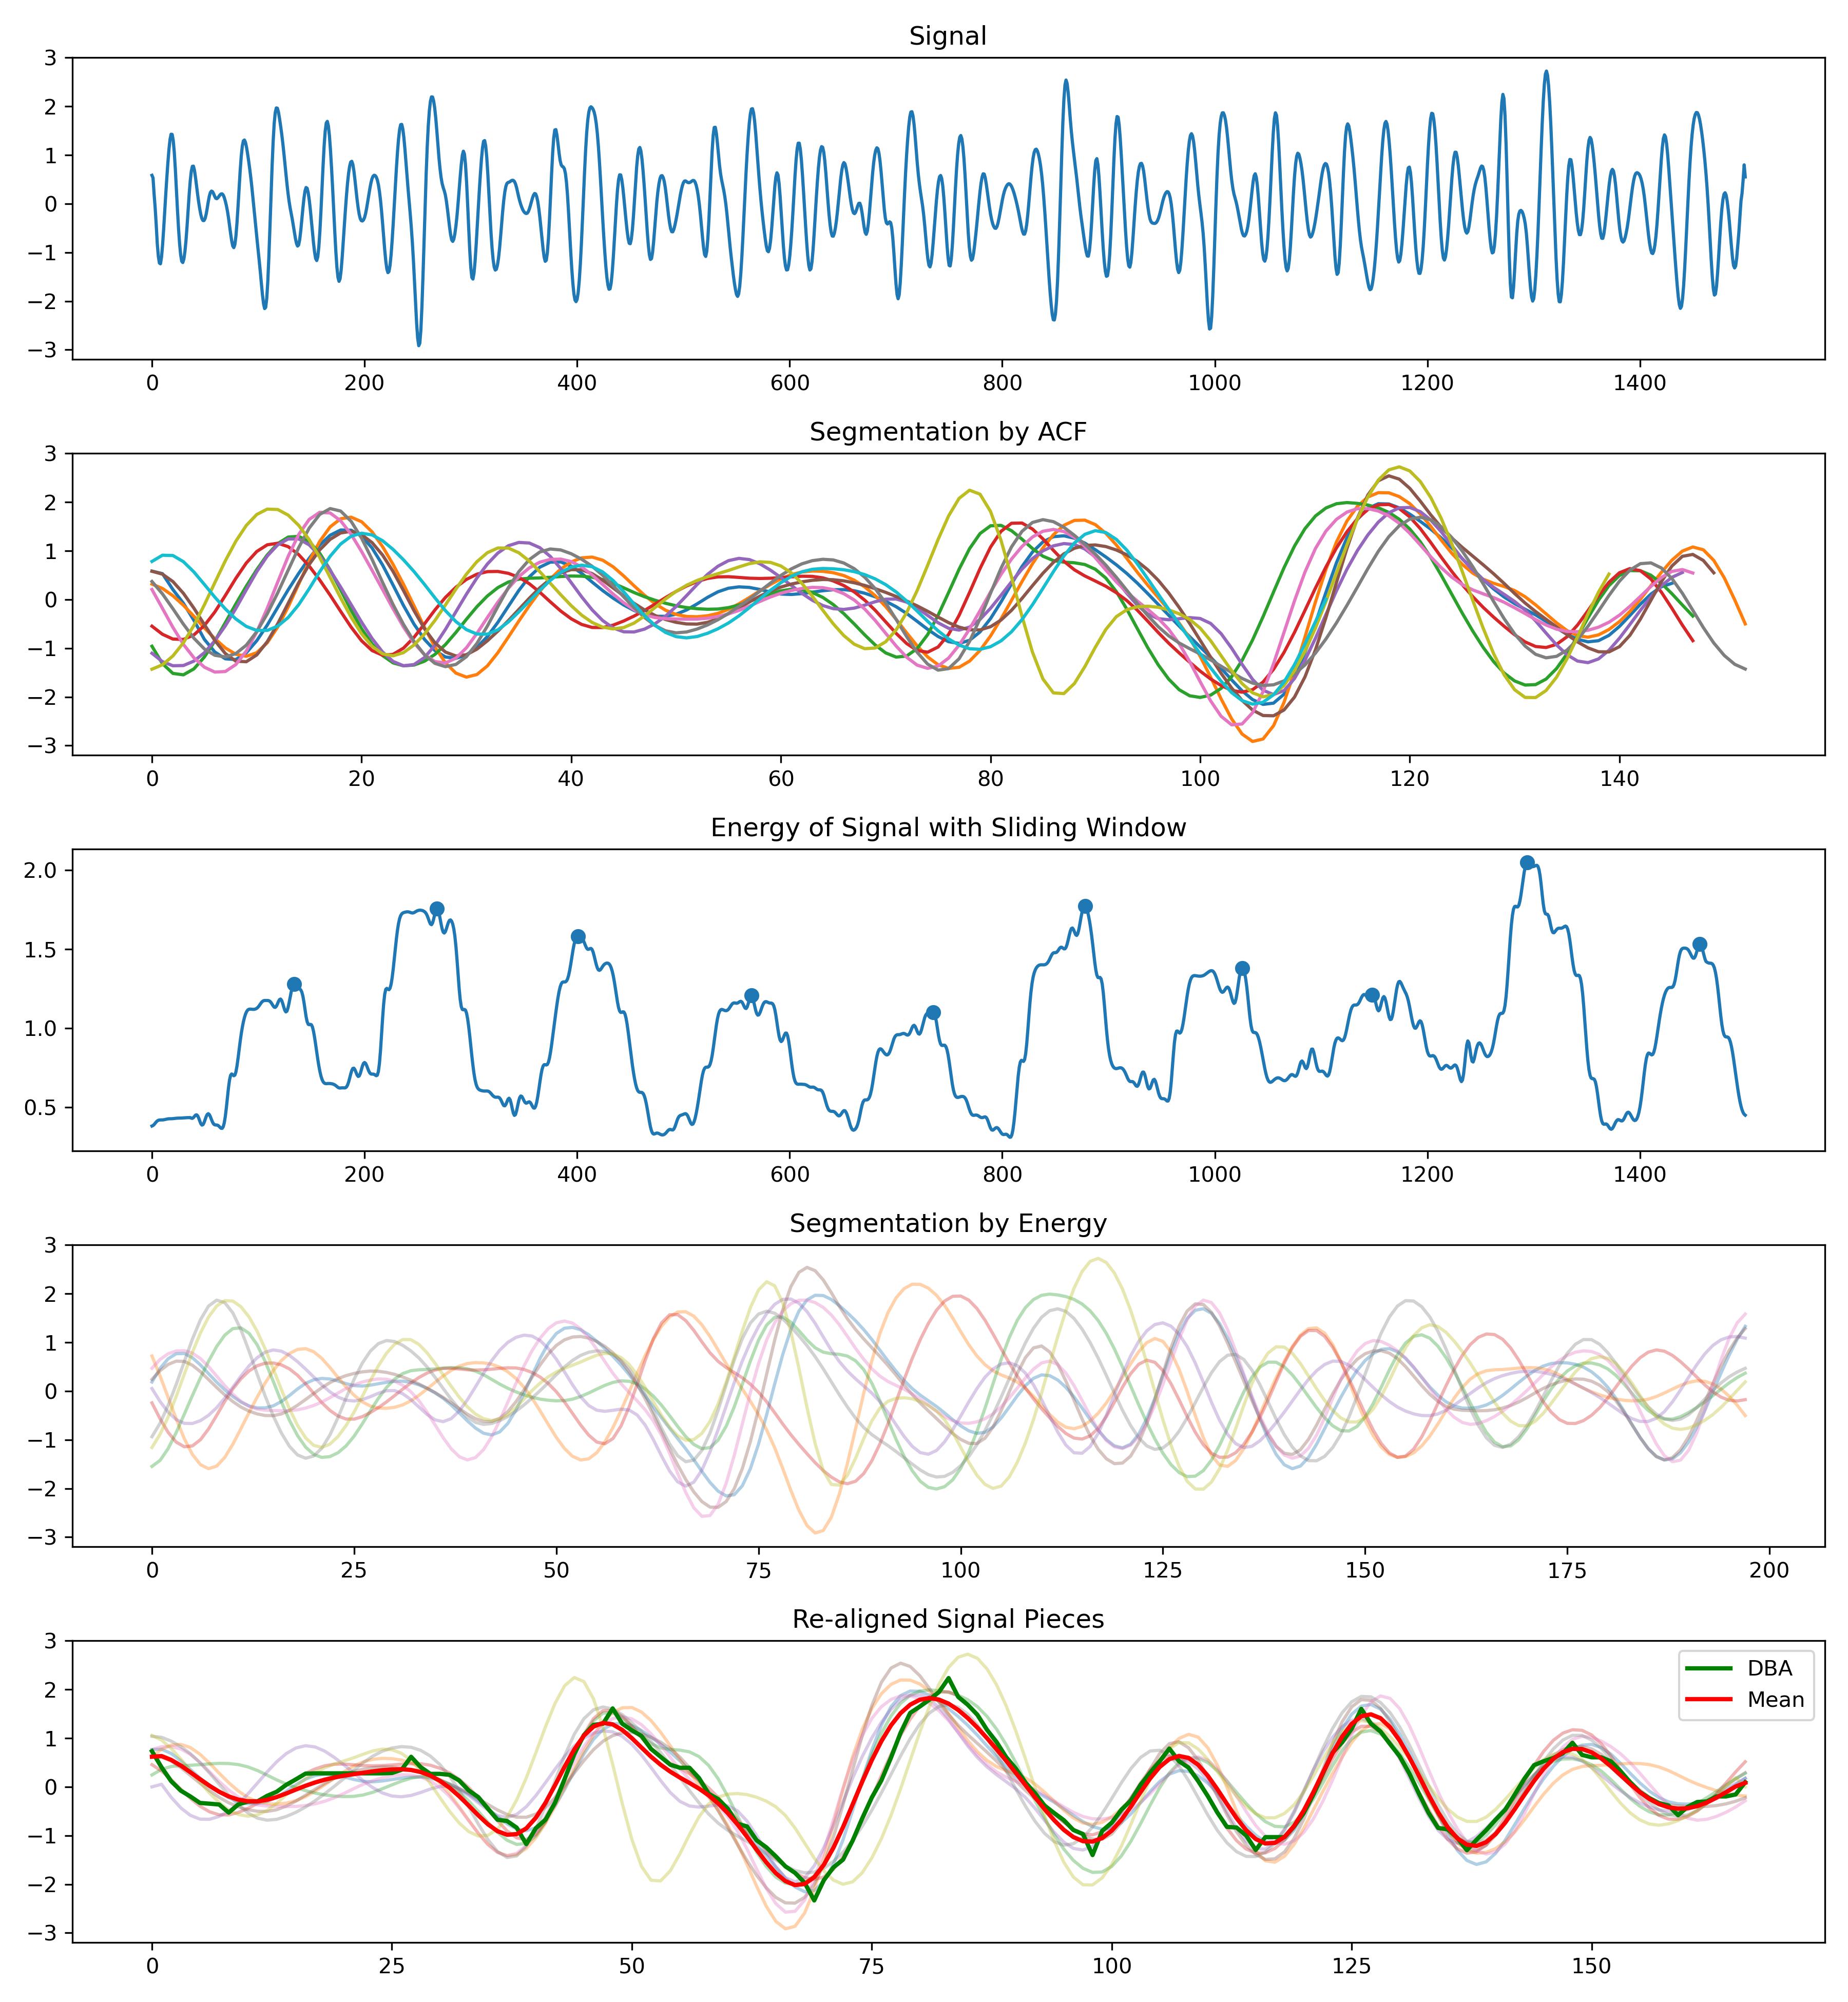 Signal
3
2
1
0
−1
−2
−3
0 200 400 600 800 1000 1200 1400
Segmentation by ACF
3
2
1
0
−1
−2
−3
0 20 40 60 80 100 120 140
Energy of Signal with Sliding Window
2.0
1.5
1.0
0.5
0 200 400 600 800 1000 1200 1400
Segmentation by Energy
3
2
1
0
−1
−2
−3
0 25 50 75 100 125 150 175 200
Re-aligned Signal Pieces
3
DBA
2
Mean
1
0
−1
−2
−3
0 25 50 75 100 125 150